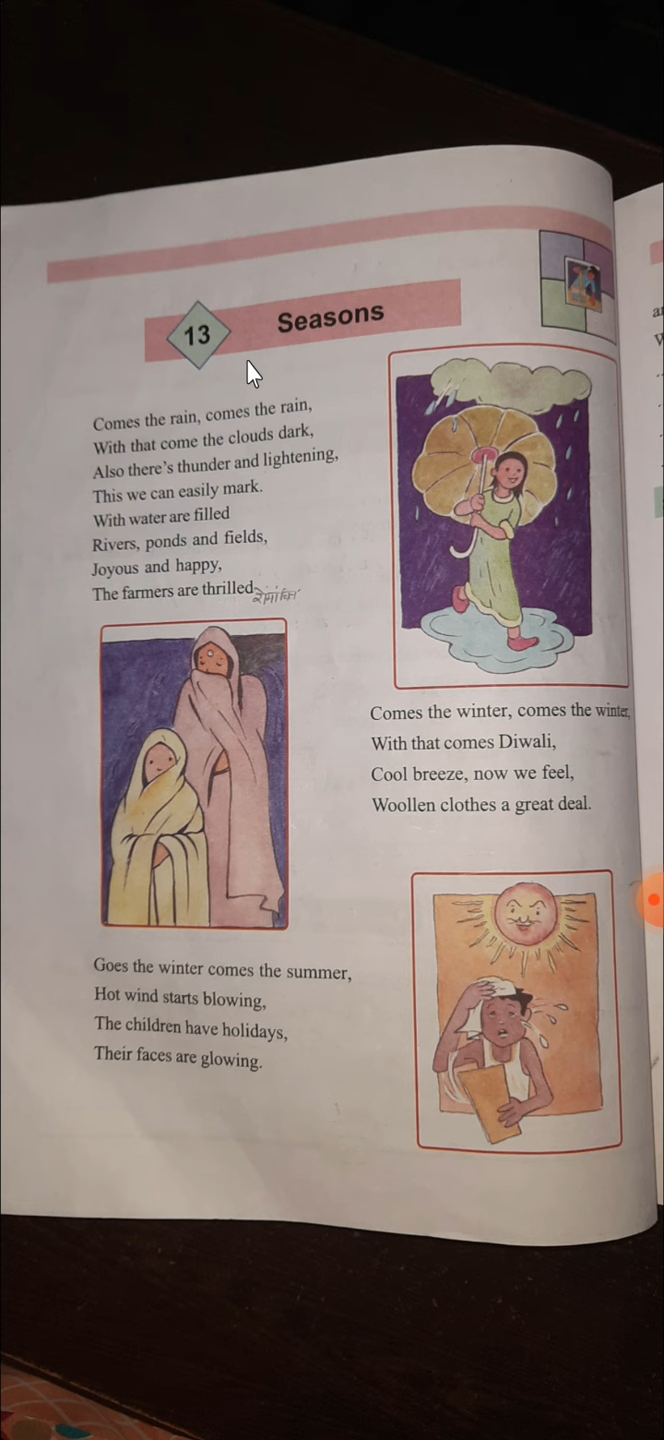 13
Seasons
Comes the rain, comes the rain,
With that come the clouds dark,
Also there's thunder and lightening,
This we can easily mark.
With water are filled
Rivers, ponds and fields,
Joyous and happy,
The farmers are thrilled
Comes the winter, comes the winter,
With that comes Diwali,
Cool breeze, now we feel,
Woollen clothes a great deal.
Goes the winter comes the summer,
Hot wind starts blowing,
The children have holidays,
Their faces are glowing.